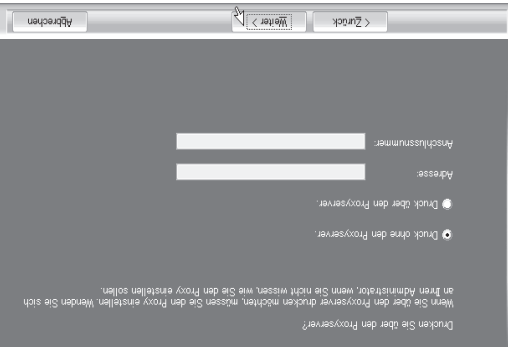 Drucken Sie über den Proxyserver?
Wenn Sie über den Proxyserver drucken möchten, müssen Sie den Proxy einstellen. Wenden Sie sich
an Ihren Administrator, wenn Sie nicht wissen, wie Sie den Proxy einstellen sollen.
Druck ohne den Proxyserver.
Druck über den Proxyserver.
Adresse:
Anschlussnummer:
< Zurück
Weiter >
Abbrechen